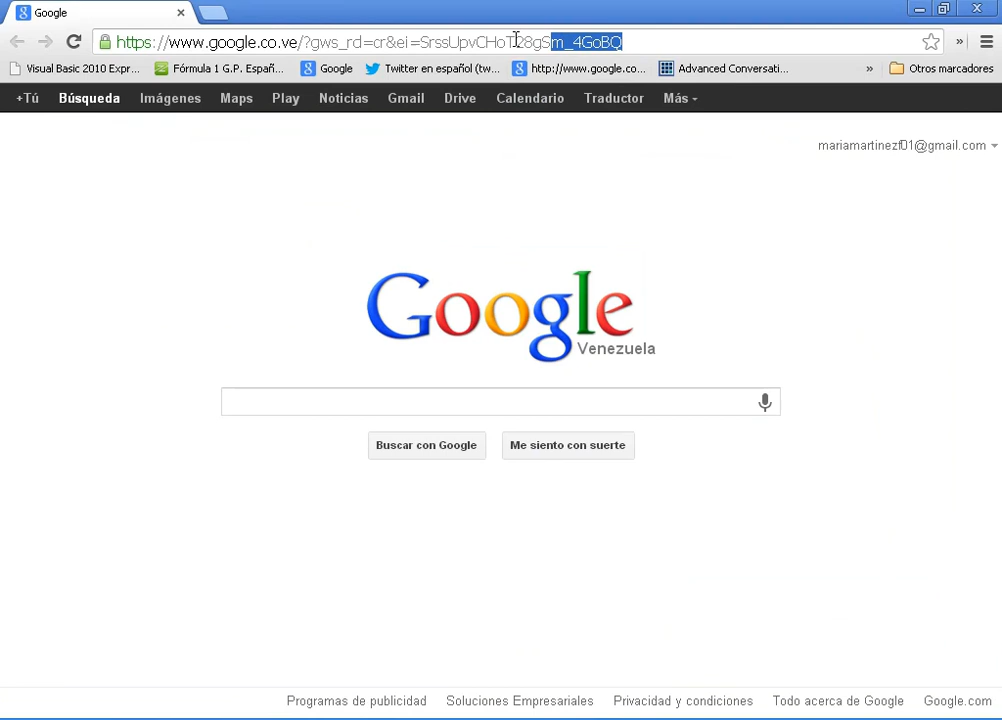 Google
https://www.google.co.ve/?gws_rd=cr&ei=SrssUpvCHoT28gSm_4GoBQ
Visual Basic 2010 Expr... Fórmula 1 G.P. Españ... Google Twitter en español (tw... http://www.google.co... Advanced Conversati... » Otros marcadores
+Tú Búsqueda Imágenes Maps Play Noticias Gmail Drive Calendario Traductor Más
mariamartinezf01@gmail.com
Google
Venezuela
Buscar con Google Me siento con suerte
Programas de publicidad Soluciones Empresariales Privacidad y condiciones Todo acerca de Google Google.com